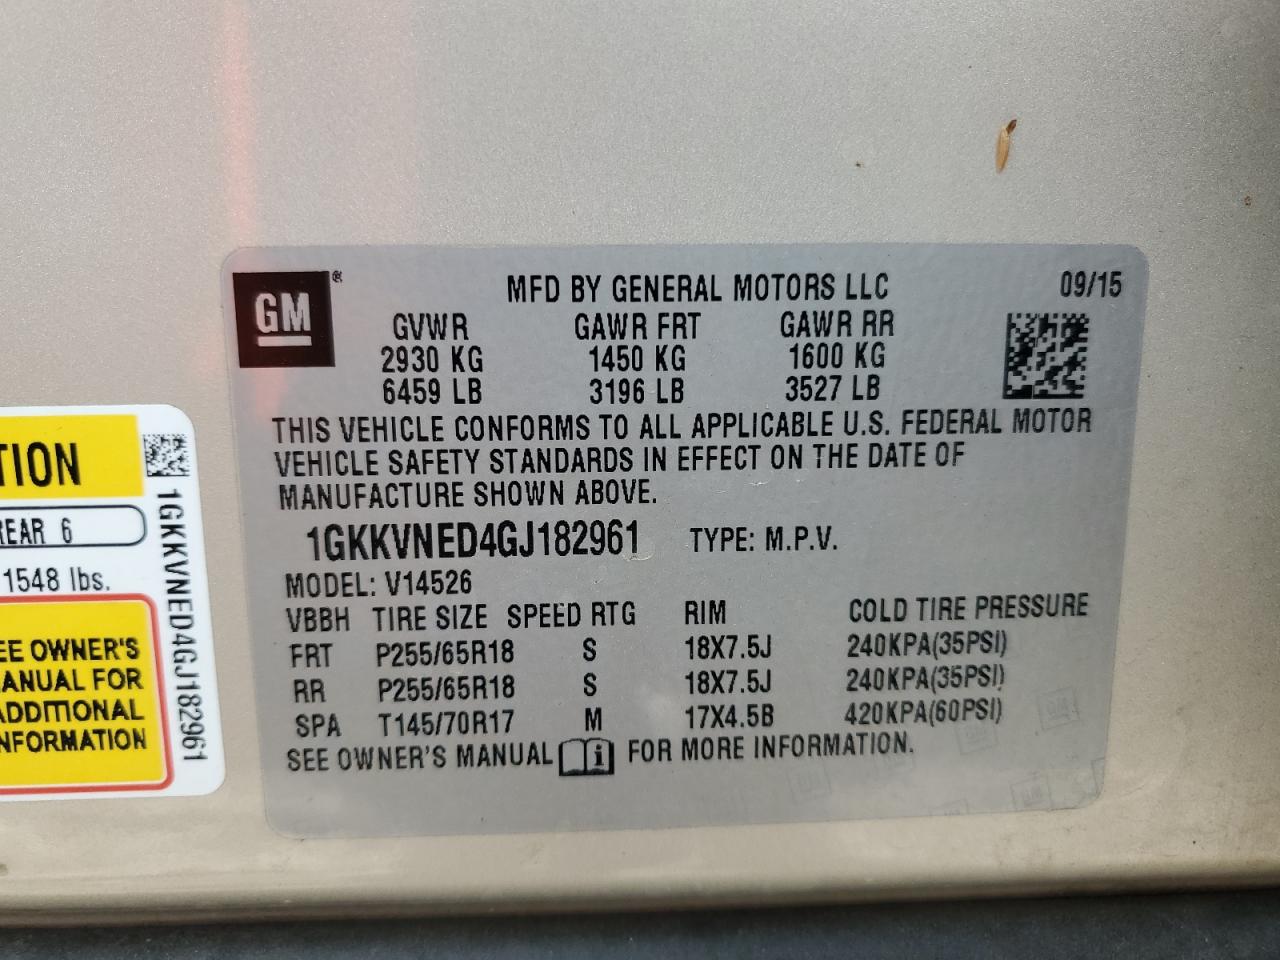 GM®
MFD BY GENERAL MOTORS LLC 09/15
GVWR GAWR FRT GAWR RR
2930 KG 1450 KG 1600 KG
6459 LB 3196 LB 3527 LB
THIS VEHICLE CONFORMS TO ALL APPLICABLE U.S. FEDERAL MOTOR
VEHICLE SAFETY STANDARDS IN EFFECT ON THE DATE OF
MANUFACTURE SHOWN ABOVE.
1GKKVNED4GJ182961 TYPE: M.P.V.
MODEL: V14526
VBBH TIRE SIZE SPEED RTG RIM COLD TIRE PRESSURE
FRT P255/65R18 S 18X7.5J 240KPA(35PSI)
RR P255/65R18 S 18X7.5J 240KPA(35PSI)
SPA T145/70R17 M 17X4.5B 420KPA(60PSI)
SEE OWNER'S MANUAL i FOR MORE INFORMATION.
TION
REAR 6
1548 lbs.
EE OWNER'S
ANUAL FOR
ADDITIONAL
NFORMATION
1GKKVNED4GJ182961